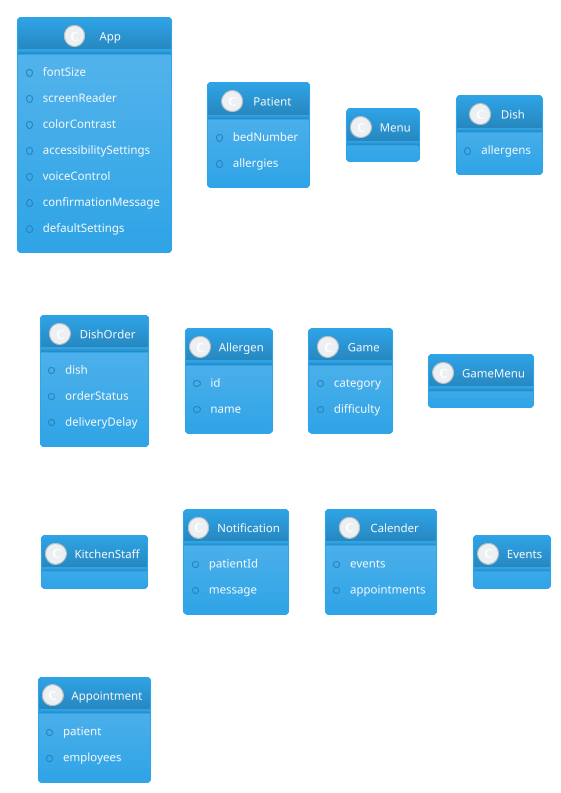 C App
fontSize
screenReader
colorContrast
accessibilitySettings
voiceControl
confirmationMessage
defaultSettings
C Patient
bedNumber
allergies
C Menu
C Dish
allergens
C DishOrder
dish
orderStatus
deliveryDelay
C Allergen
id
name
C Game
category
difficulty
C GameMenu
C KitchenStaff
C Notification
patientId
message
C Calender
events
appointments
C Events
C Appointment
patient
employees